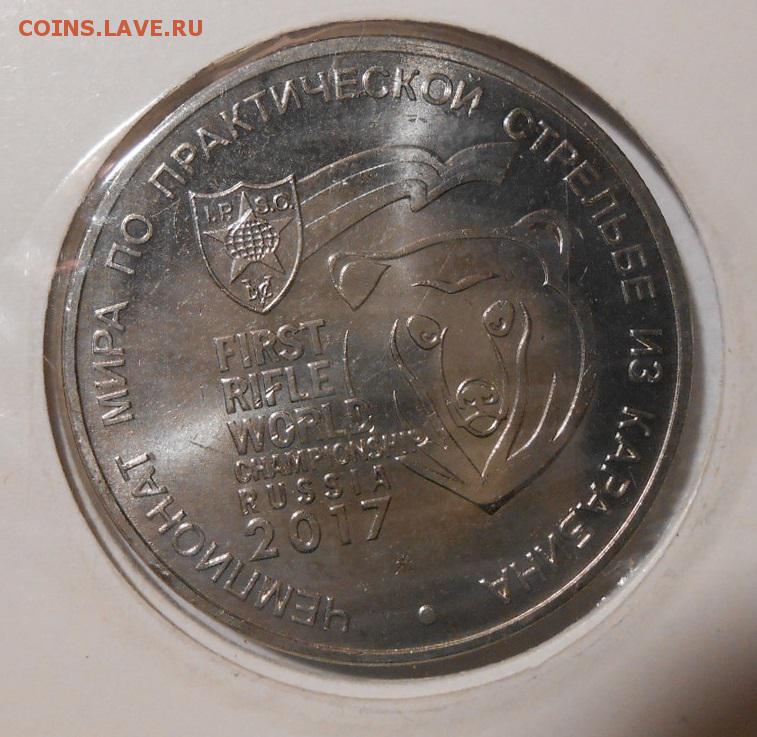 COINS.LAVE.RU
ЧЕМПИОНАТ МИРА ПО ПРАКТИЧЕСКОЙ СТРЕЛЬБЕ ИЗ КАРАБИНА •
I.P.S.C.
FIRST
RIFLE
WORLD
CHAMPIONSHIP
RUSSIA
2017